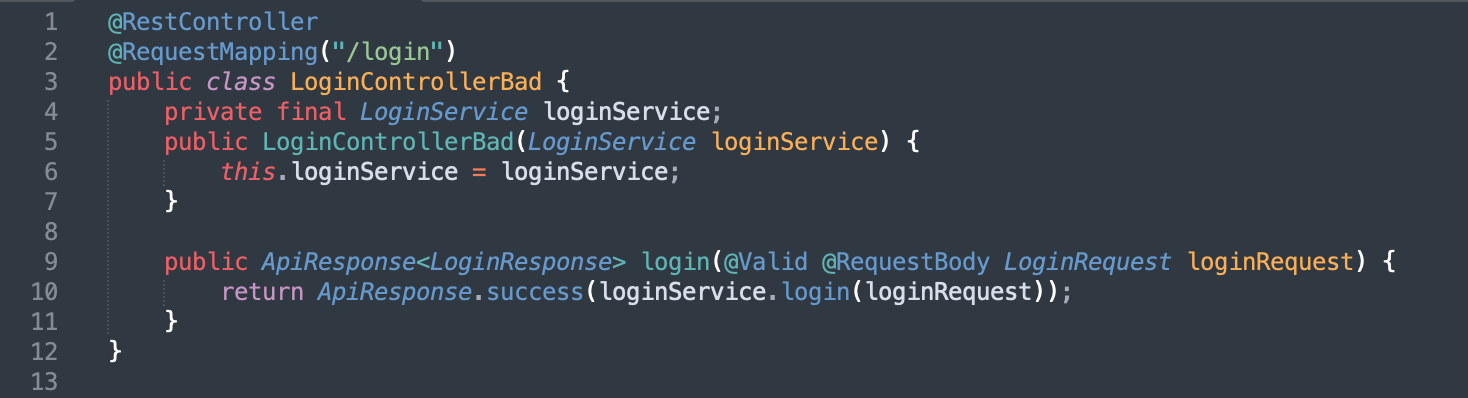 1 @RestController
2 @RequestMapping("/login")
3 public class LoginControllerBad {
4     private final LoginService loginService;
5     public LoginControllerBad(LoginService loginService) {
6         this.loginService = loginService;
7     }
8
9     public ApiResponse<LoginResponse> login(@Valid @RequestBody LoginRequest loginRequest) {
10         return ApiResponse.success(loginService.login(loginRequest));
11     }
12 }
13